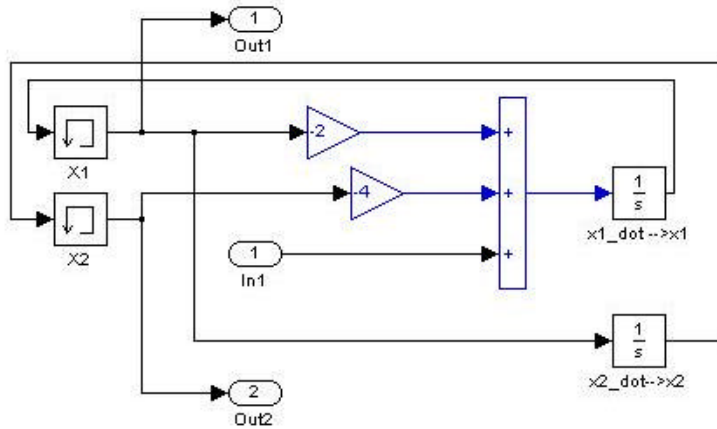 1
Out1
-2
+
X1
-4
+
1
s
x1_dot -->x1
X2
1
In1
+
1
s
x2_dot-->x2
2
Out2